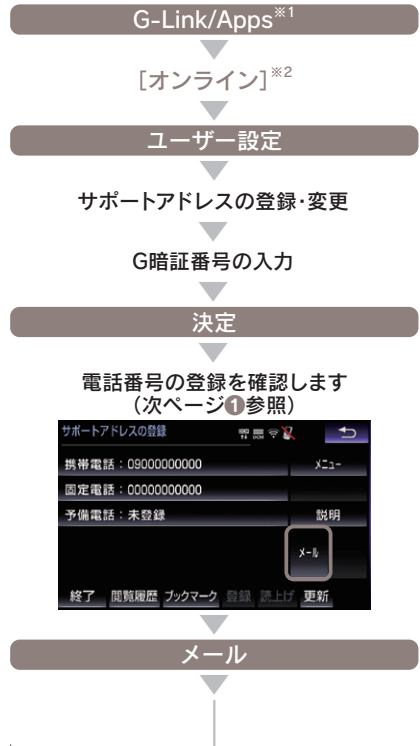 G-Link/Apps※1
［オンライン］※2
ユーザー設定
サポートアドレスの登録・変更
G暗証番号の入力
決定
電話番号の登録を確認します
（次ページ❶参照）
サポートアドレスの登録
携帯電話：09000000000 メニュー
固定電話：00000000000
予備電話：未登録 説明
メール
終了 閲覧履歴 ブックマーク 登録 読上げ 更新
メール